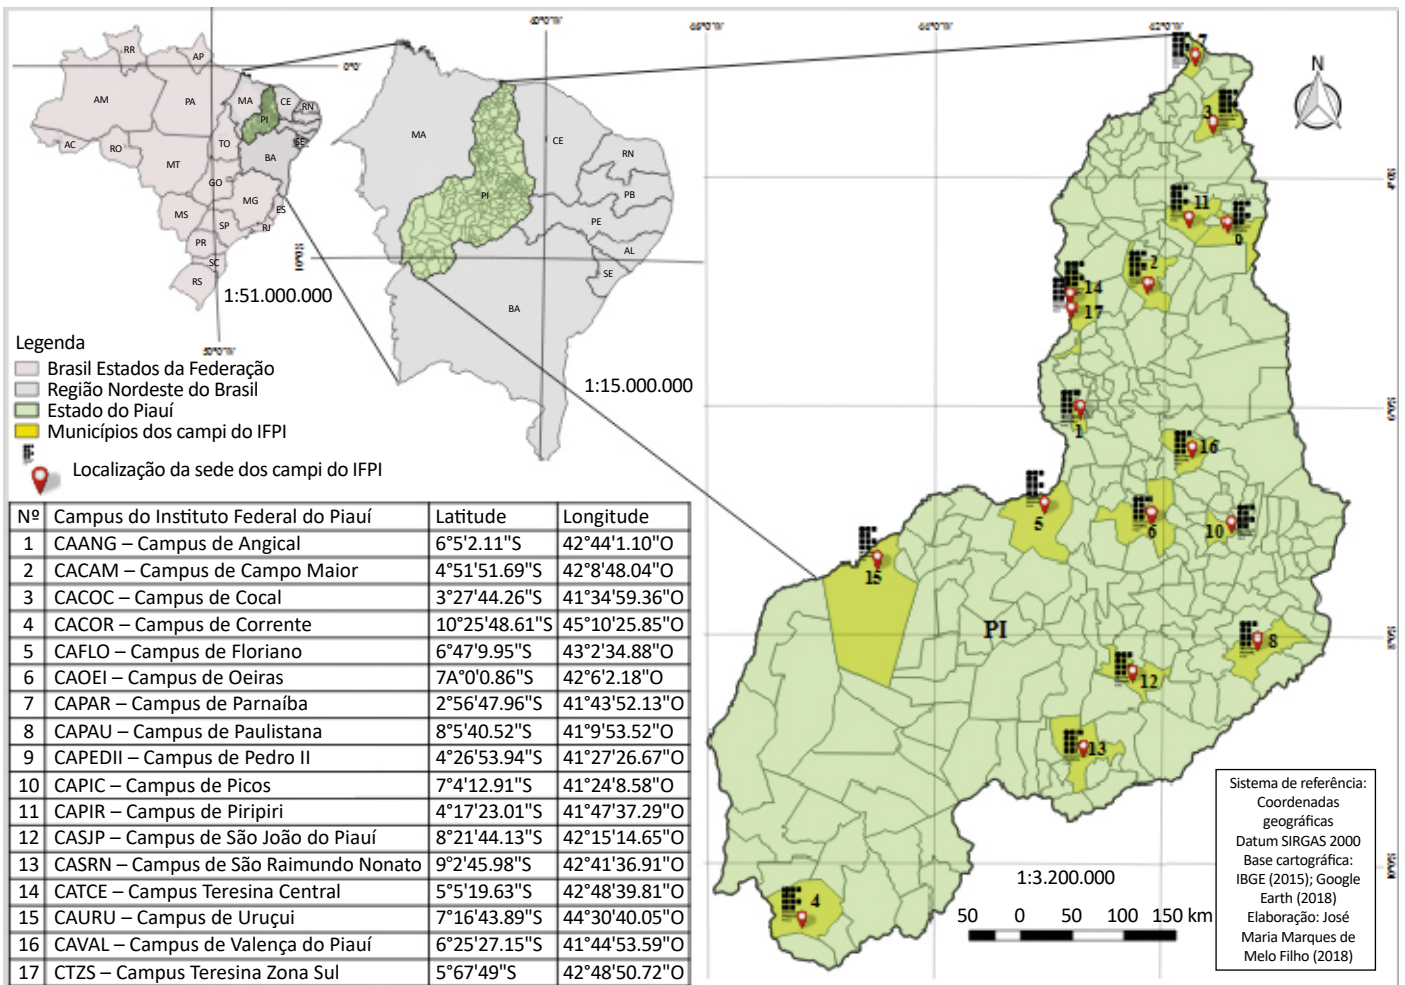 RR
AP
AM
PA
MA
CE
RN
PI
AC
RO
TO
SE
MT
BA
GO
MG
ES
MS
SP
RJ
PR
SC
RS
1:51.000.000
50°0'0"W
0°0'
40°0'0"W
MA
CE
RN
PB
PI
PE
AL
SE
BA
1:15.000.000
Legenda
Brasil Estados da Federação
Região Nordeste do Brasil
Estado do Piauí
Municípios dos campi do IFPI
Localização da sede dos campi do IFPI
Nº Campus do Instituto Federal do Piauí Latitude Longitude
1 CAANG – Campus de Angical 6°5'2.11"S 42°44'1.10"O
2 CACAM – Campus de Campo Maior 4°51'51.69"S 42°8'48.04"O
3 CACOC – Campus de Cocal 3°27'44.26"S 41°34'59.36"O
4 CACOR – Campus de Corrente 10°25'48.61"S 45°10'25.85"O
5 CAFLO – Campus de Floriano 6°47'9.95"S 43°2'34.88"O
6 CAOEI – Campus de Oeiras 7A°0'0.86"S 42°6'2.18"O
7 CAPAR – Campus de Parnaíba 2°56'47.96"S 41°43'52.13"O
8 CAPAU – Campus de Paulistana 8°5'40.52"S 41°9'53.52"O
9 CAPEDII – Campus de Pedro II 4°26'53.94"S 41°27'26.67"O
10 CAPIC – Campus de Picos 7°4'12.91"S 41°24'8.58"O
11 CAPIR – Campus de Piripiri 4°17'23.01"S 41°47'37.29"O
12 CASJP – Campus de São João do Piauí 8°21'44.13"S 42°15'14.65"O
13 CASRN – Campus de São Raimundo Nonato 9°2'45.98"S 42°41'36.91"O
14 CATCE – Campus Teresina Central 5°5'19.63"S 42°48'39.81"O
15 CAURU – Campus de Uruçui 7°16'43.89"S 44°30'40.05"O
16 CAVAL – Campus de Valença do Piauí 6°25'27.15"S 41°44'53.59"O
17 CTZS – Campus Teresina Zona Sul 5°67'49"S 42°48'50.72"O
N
7
3
11
2
14
17
1
16
5
6
10
15
PI
8
12
13
4
1:3.200.000
50 0 50 100 150 km
Sistema de referência:
Coordenadas
geográficas
Datum SIRGAS 2000
Base cartográfica:
IBGE (2015); Google
Earth (2018)
Elaboração: José
Maria Marques de
Melo Filho (2018)